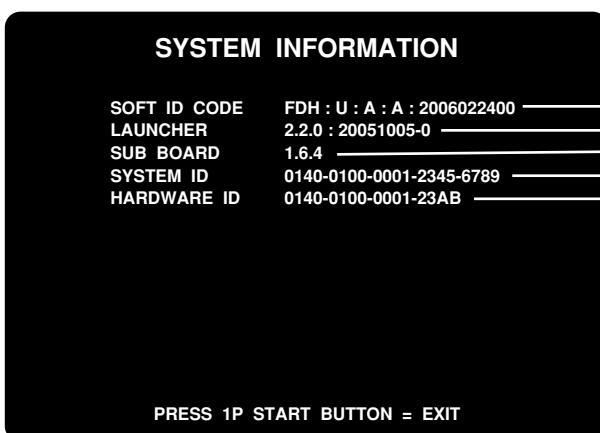 SYSTEM INFORMATION
SOFT ID CODE FDH : U : A : A : 2006022400
LAUNCHER 2.2.0 : 20051005-0
SUB BOARD 1.6.4
SYSTEM ID 0140-0100-0001-2345-6789
HARDWARE ID 0140-0100-0001-23AB
PRESS 1P START BUTTON = EXIT